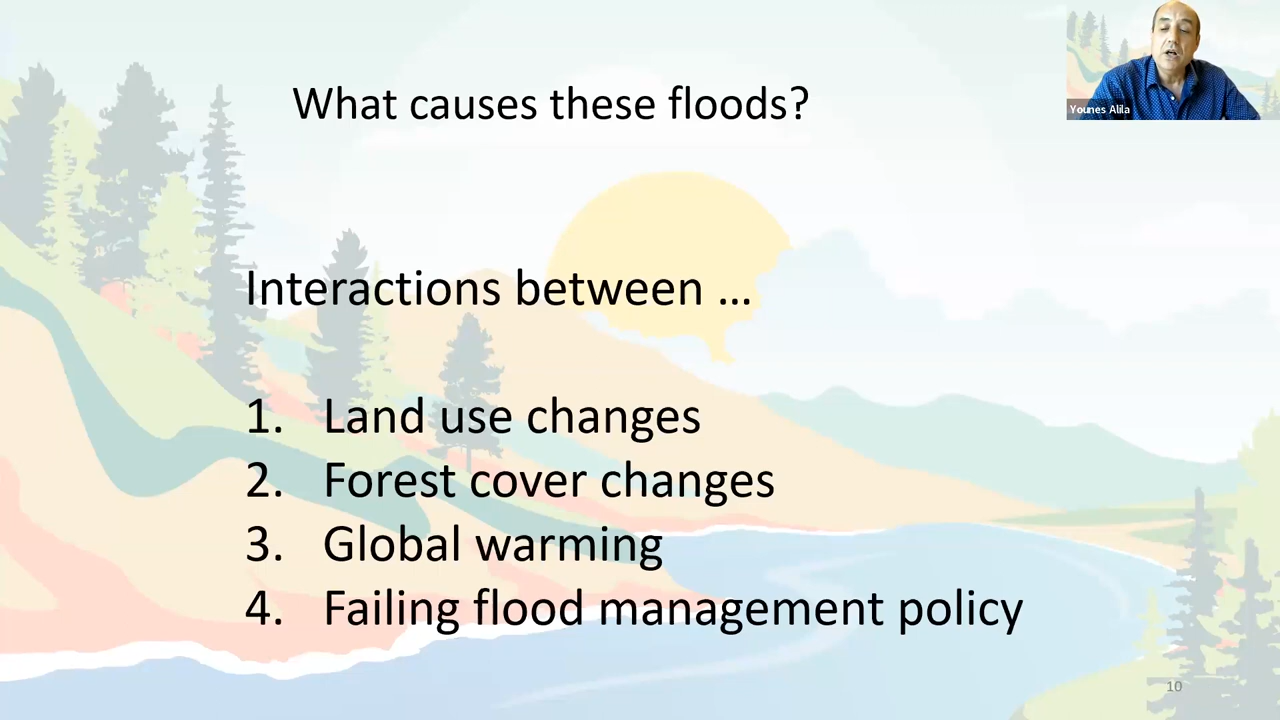 What causes these floods?
Younes Alila
Interactions between ...
1. Land use changes
2. Forest cover changes
3. Global warming
4. Failing flood management policy
10